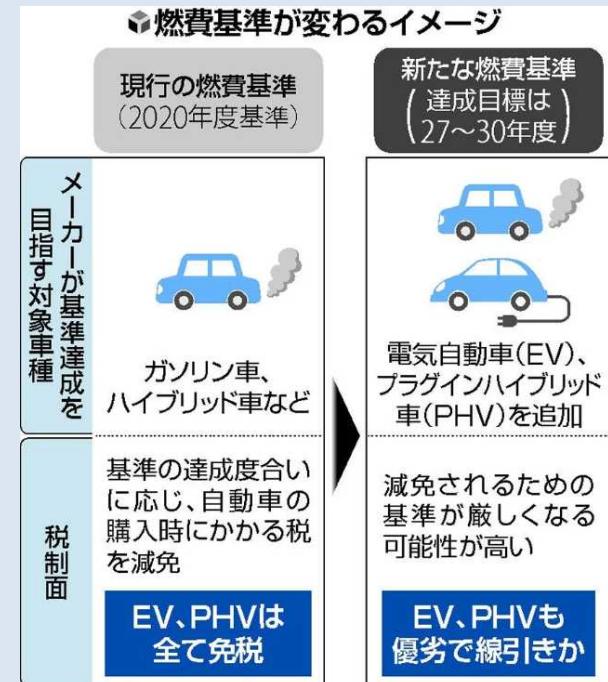 燃費基準が変わるイメージ
現行の燃費基準
(2020年度基準)
新たな燃費基準
(達成目標は
27〜30年度)
メーカーが基準達成を
目指す対象車種
ガソリン車、
ハイブリッド車など
電気自動車(EV)、
プラグインハイブリッド
車(PHV)を追加
税制面
基準の達成度合い
に応じ、自動車の
購入時にかかる税
を減免
EV、PHVは
全て免税
減免されるための
基準が厳しくなる
可能性が高い
EV、PHVも
優劣で線引きか